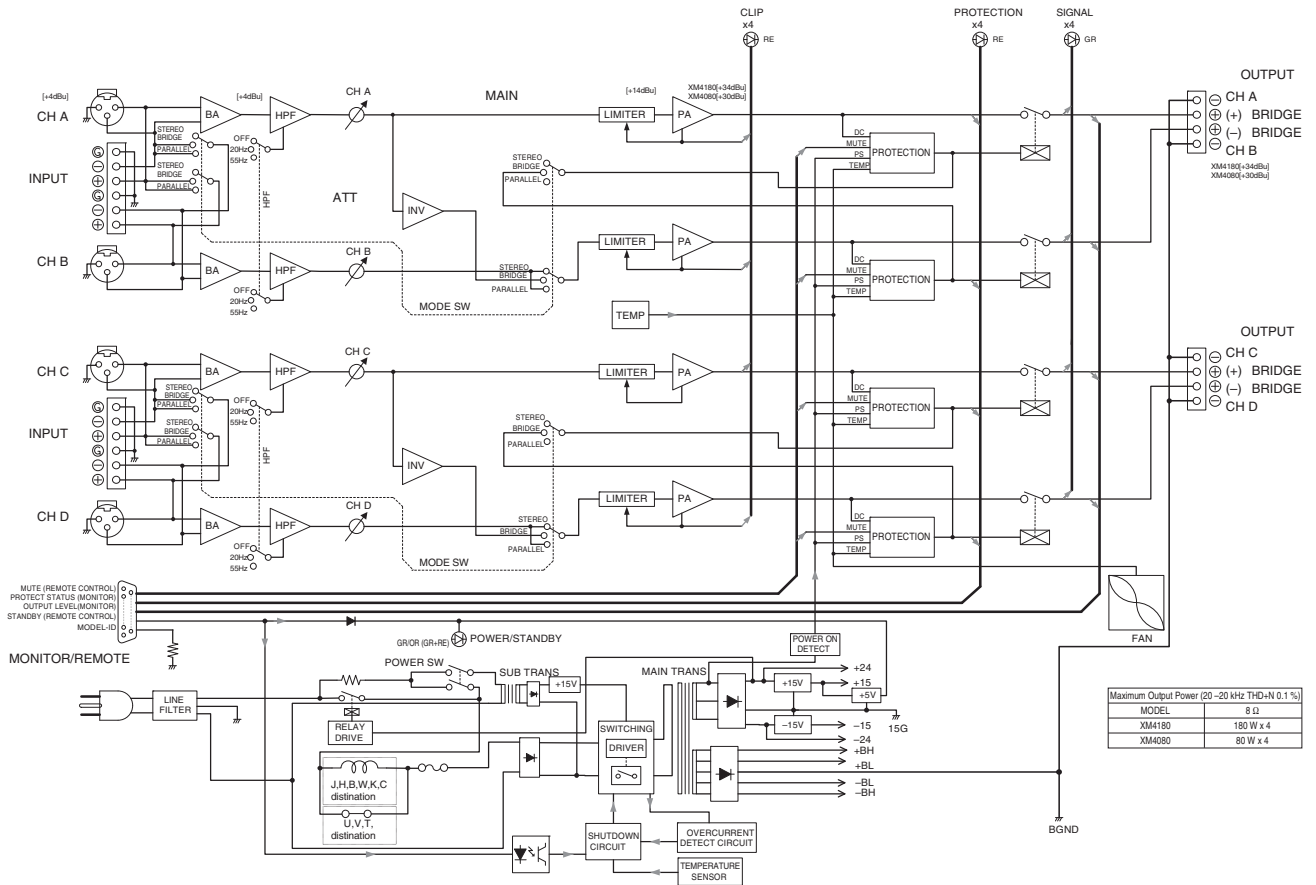 CLIP
x4
RE
PROTECTION
x4
RE
SIGNAL
x4
GR
OUTPUT
[+4dBu]
CH A
BA
[+4dBu]
HPF
CH A
MAIN
[+14dBu]
LIMITER
XM4180[+34dBu]
XM4080[+30dBu]
PA
⊖ CH A
⊕ (+) BRIDGE
⊕ (–) BRIDGE
⊖ CH B
XM4180[+34dBu]
XM4080[+30dBu]
STEREO
BRIDGE
PARALLEL
STEREO
BRIDGE
PARALLEL
OFF
20Hz
55Hz
HPF
ATT
INV
STEREO
BRIDGE
PARALLEL
DC
MUTE
PS
TEMP
PROTECTION
INPUT
G
⊖
⊕
G
⊖
⊕
CH B
BA
HPF
CH B
OFF
20Hz
55Hz
MODE SW
STEREO
BRIDGE
PARALLEL
LIMITER
PA
DC
MUTE
PS
TEMP
PROTECTION
TEMP
OUTPUT
CH C
BA
HPF
CH C
LIMITER
PA
⊖ CH C
⊕ (+) BRIDGE
⊕ (–) BRIDGE
⊖ CH D
STEREO
BRIDGE
PARALLEL
STEREO
BRIDGE
PARALLEL
OFF
20Hz
55Hz
HPF
INV
STEREO
BRIDGE
PARALLEL
DC
MUTE
PS
TEMP
PROTECTION
INPUT
G
⊖
⊕
G
⊖
⊕
CH D
BA
HPF
CH D
OFF
20Hz
55Hz
MODE SW
STEREO
BRIDGE
PARALLEL
LIMITER
PA
DC
MUTE
PS
TEMP
PROTECTION
FAN
MUTE (REMOTE CONTROL)
PROTECT STATUS (MONITOR)
OUTPUT LEVEL(MONITOR)
STANDBY (REMOTE CONTROL)
MODEL-ID
MONITOR/REMOTE
GR/OR (GR+RE)
POWER/STANDBY
POWER ON
DETECT
POWER SW
SUB TRANS
+15V
MAIN TRANS
+24
+15V
+15
+5V
–15V
–15
15G
–24
+BH
+BL
–BL
–BH
LINE
FILTER
RELAY
DRIVE
SWITCHING
DRIVER
J,H,B,W,K,C
distination
U,V,T,
distination
SHUTDOWN
CIRCUIT
OVERCURRENT
DETECT CIRCUIT
TEMPERATURE
SENSOR
BGND
Maximum Output Power (20 –20 kHz THD+N 0.1 %)
MODEL 8 Ω
XM4180 180 W x 4
XM4080 80 W x 4